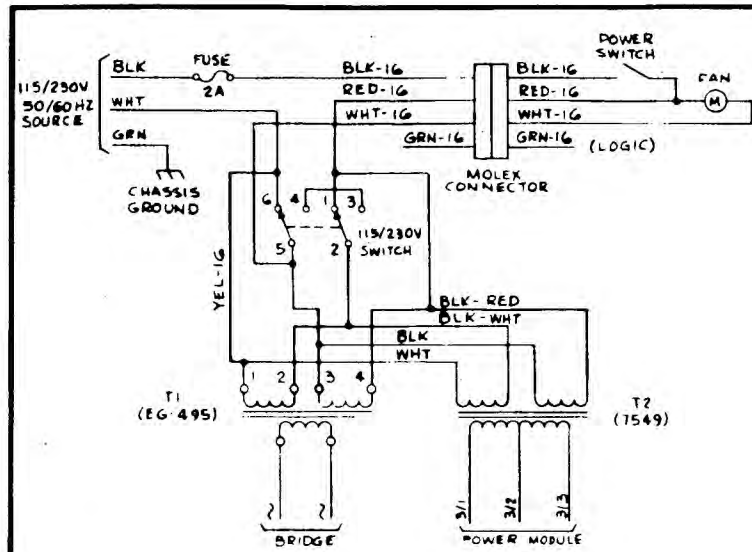 POWER
SWITCH
FUSE
BLK
2A
BLK-16
BLK-16
FAN
115/230V
50/60 HZ
SOURCE
RED-16
RED-16
M
WHT
WHT-16
WHT-16
GRN
GRN-16
GRN-16
(LOGIC)
CHASSIS
GROUND
MOLEX
CONNECTOR
6
4
1
3
5
2
115/230V
SWITCH
YEL-16
BLK-RED
BLK-WHT
BLK
WHT
1
2
3
4
T1
(EG-495)
T2
(7549)
3/1
3/2
3/3
BRIDGE
POWER MODULE